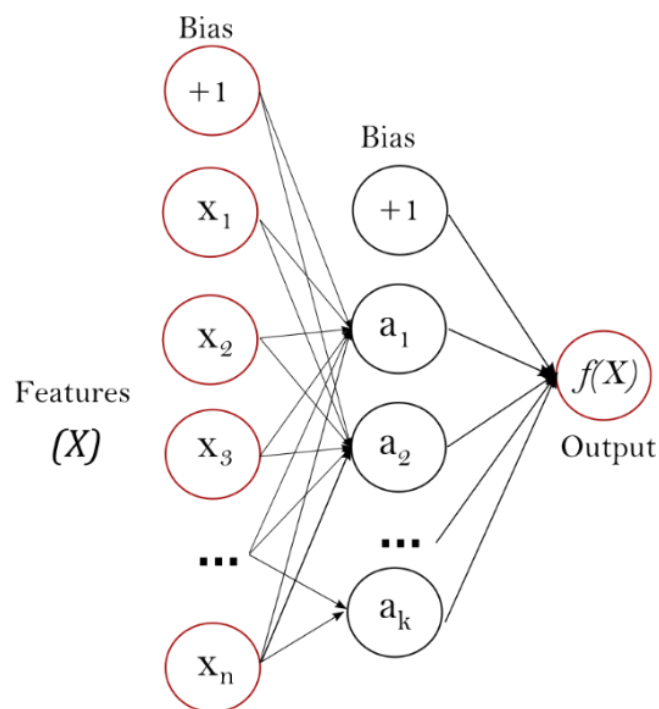 Bias
+1
x1
x2
x3
...
xn
Features
(X)
Bias
+1
a1
a2
...
ak
f(X)
Output